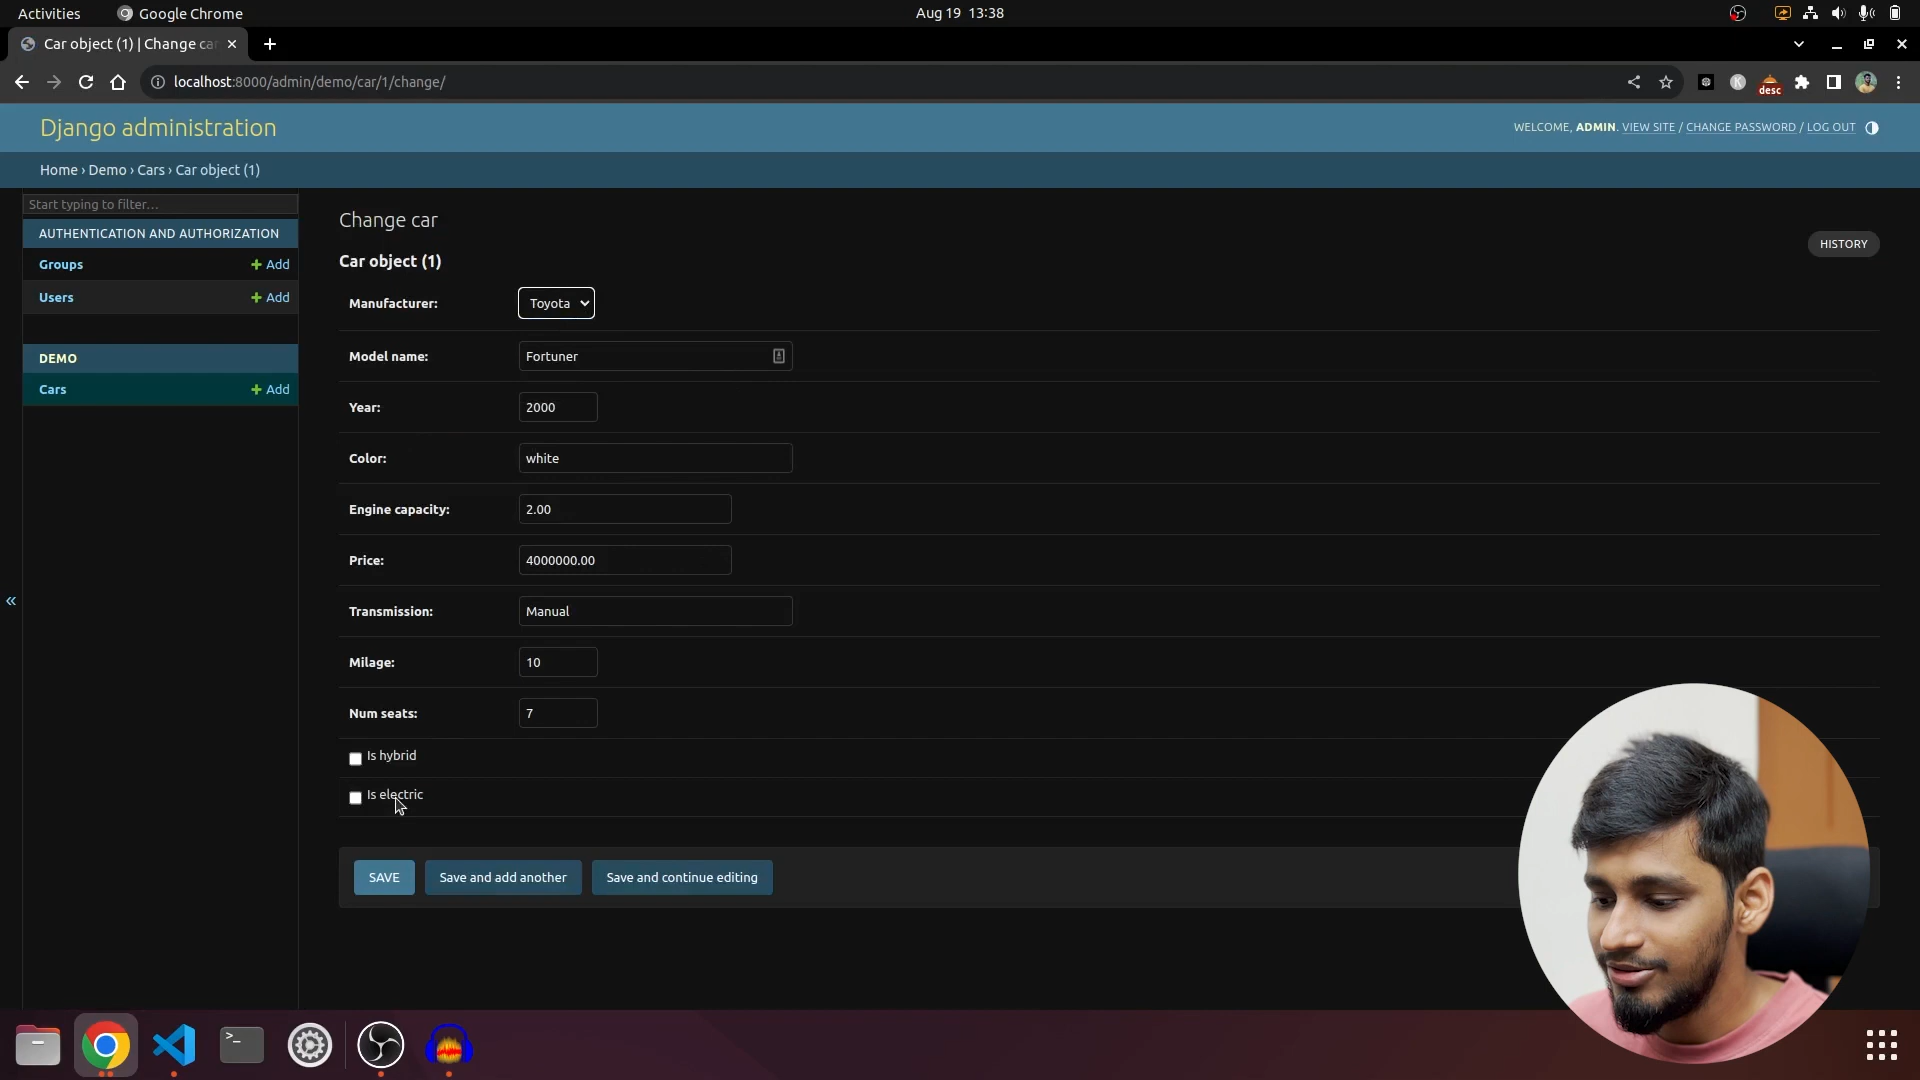 Activities
Google Chrome
Aug 19 13:38
Car object (1) | Change ca
localhost:8000/admin/demo/car/1/change/
K
desc
Django administration
WELCOME, ADMIN. VIEW SITE / CHANGE PASSWORD / LOG OUT
Home › Demo › Cars › Car object (1)
Start typing to filter…
AUTHENTICATION AND AUTHORIZATION
Groups
+ Add
Users
+ Add
DEMO
Cars
+ Add
«
Change car
HISTORY
Car object (1)
Manufacturer:
Toyota
Model name:
Fortuner
Year:
2000
Color:
white
Engine capacity:
2.00
Price:
4000000.00
Transmission:
Manual
Milage:
10
Num seats:
7
Is hybrid
Is electric
SAVE
Save and add another
Save and continue editing
>_